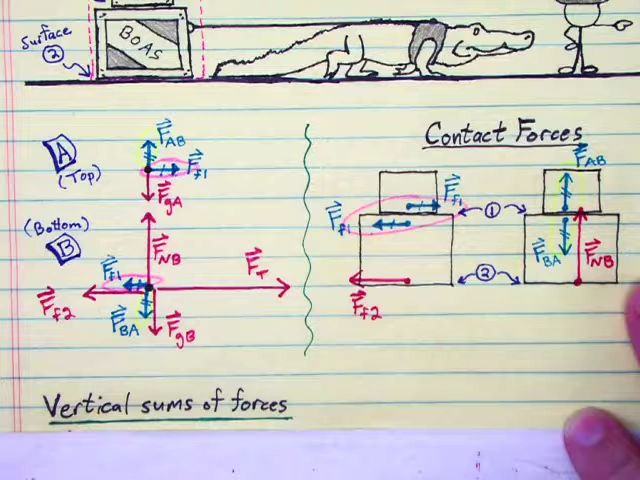 Surface
②
BOAS
A
(Top)
F⃗AB
F⃗f1
F⃗gA
(Bottom)
B
F⃗NB
F⃗f1
F⃗T
F⃗f2
F⃗BA
F⃗gB
Contact Forces
F⃗f1
F⃗f1
①
②
F⃗f2
F⃗AB
F⃗BA
F⃗NB
Vertical sums of forces